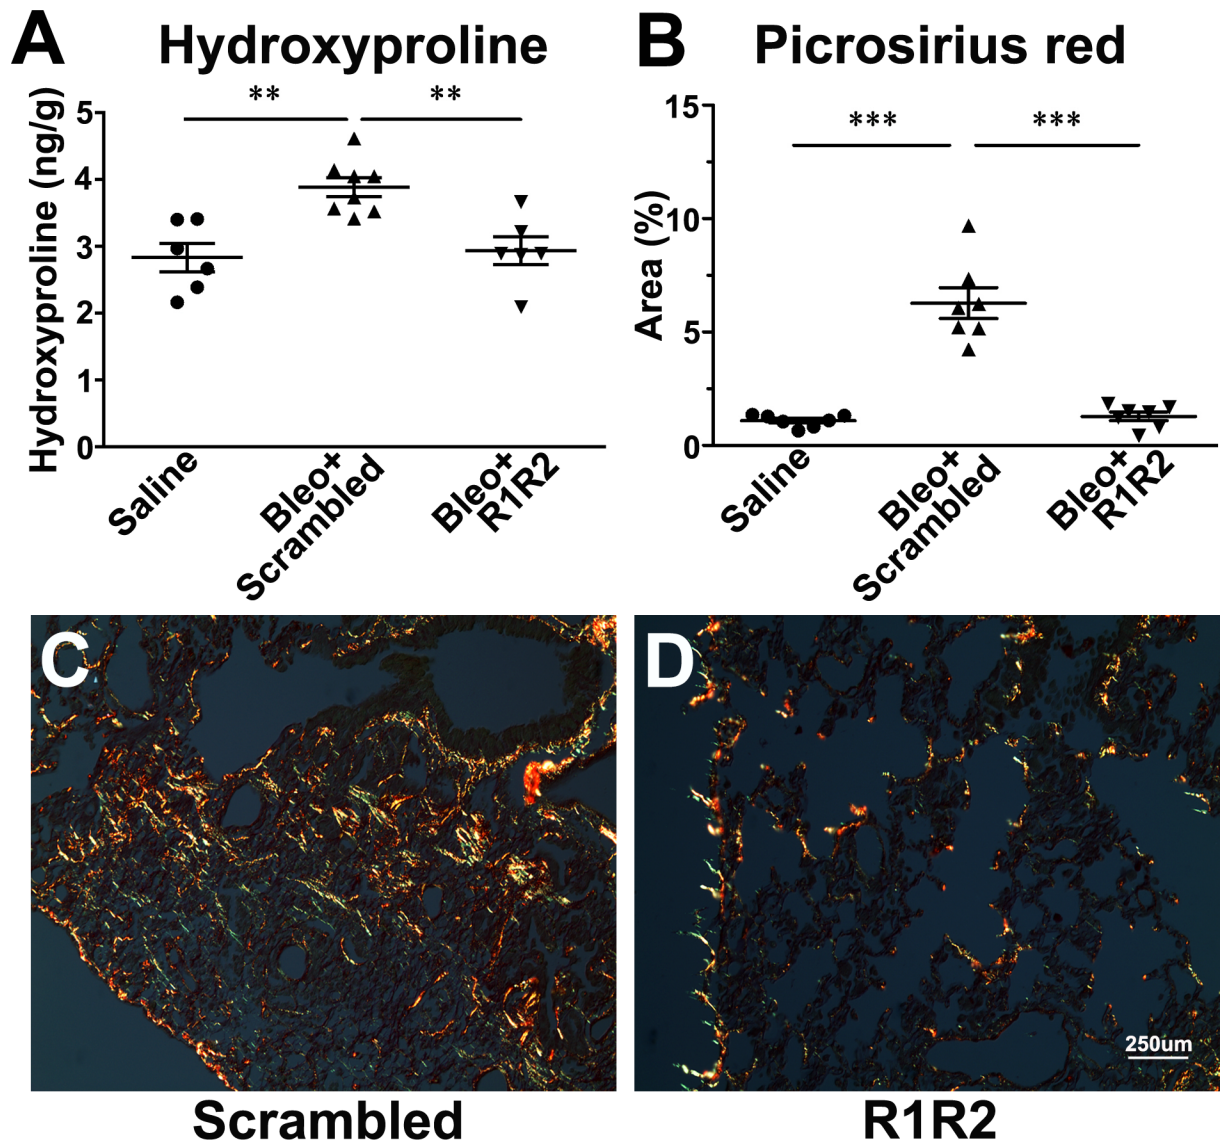 A Hydroxyproline
** **
Hydroxyproline (ng/g)
5
4
3
2
1
0
Saline
Bleo+
Scrambled
Bleo+
R1R2
B Picrosirius red
*** ***
Area (%)
15
10
5
0
Saline
Bleo+
Scrambled
Bleo+
R1R2
C
D
250um
Scrambled
R1R2